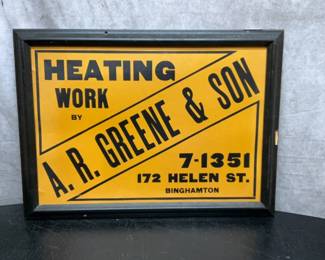 HEATING
WORK
BY
A. R. GREENE & SON
7-1351
172 HELEN ST.
BINGHAMTON